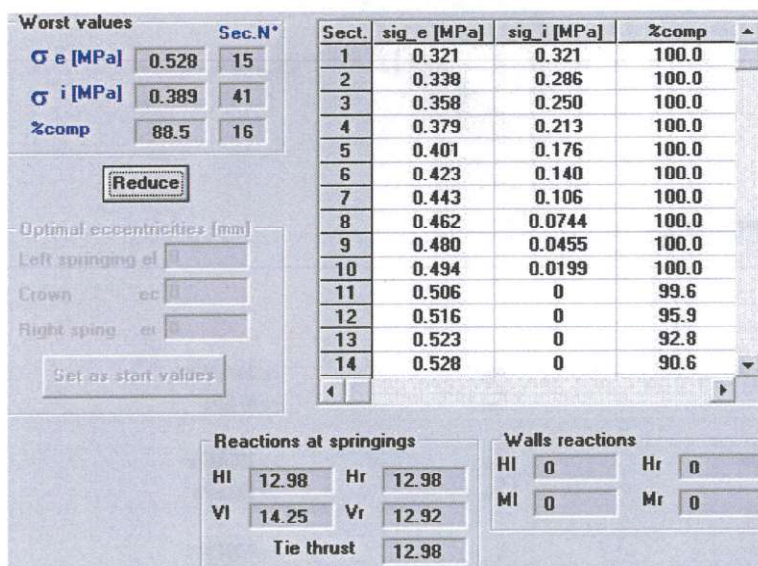 Worst values
Sec.N°
σ e [MPa] 0.528 15
σ i [MPa] 0.389 41
%comp 88.5 16
Reduce
Optimal eccentricities [mm]
Left springing el 0
Crown ec 0
Right sping er 0
Set as start values
Sect. sig_e [MPa] sig_i [MPa] %comp
1 0.321 0.321 100.0
2 0.338 0.286 100.0
3 0.358 0.250 100.0
4 0.379 0.213 100.0
5 0.401 0.176 100.0
6 0.423 0.140 100.0
7 0.443 0.106 100.0
8 0.462 0.0744 100.0
9 0.480 0.0455 100.0
10 0.494 0.0199 100.0
11 0.506 0 99.6
12 0.516 0 95.9
13 0.523 0 92.8
14 0.528 0 90.6
Reactions at springings
Hl 12.98 Hr 12.98
Vl 14.25 Vr 12.92
Tie thrust 12.98
Walls reactions
Hl 0 Hr 0
Ml 0 Mr 0